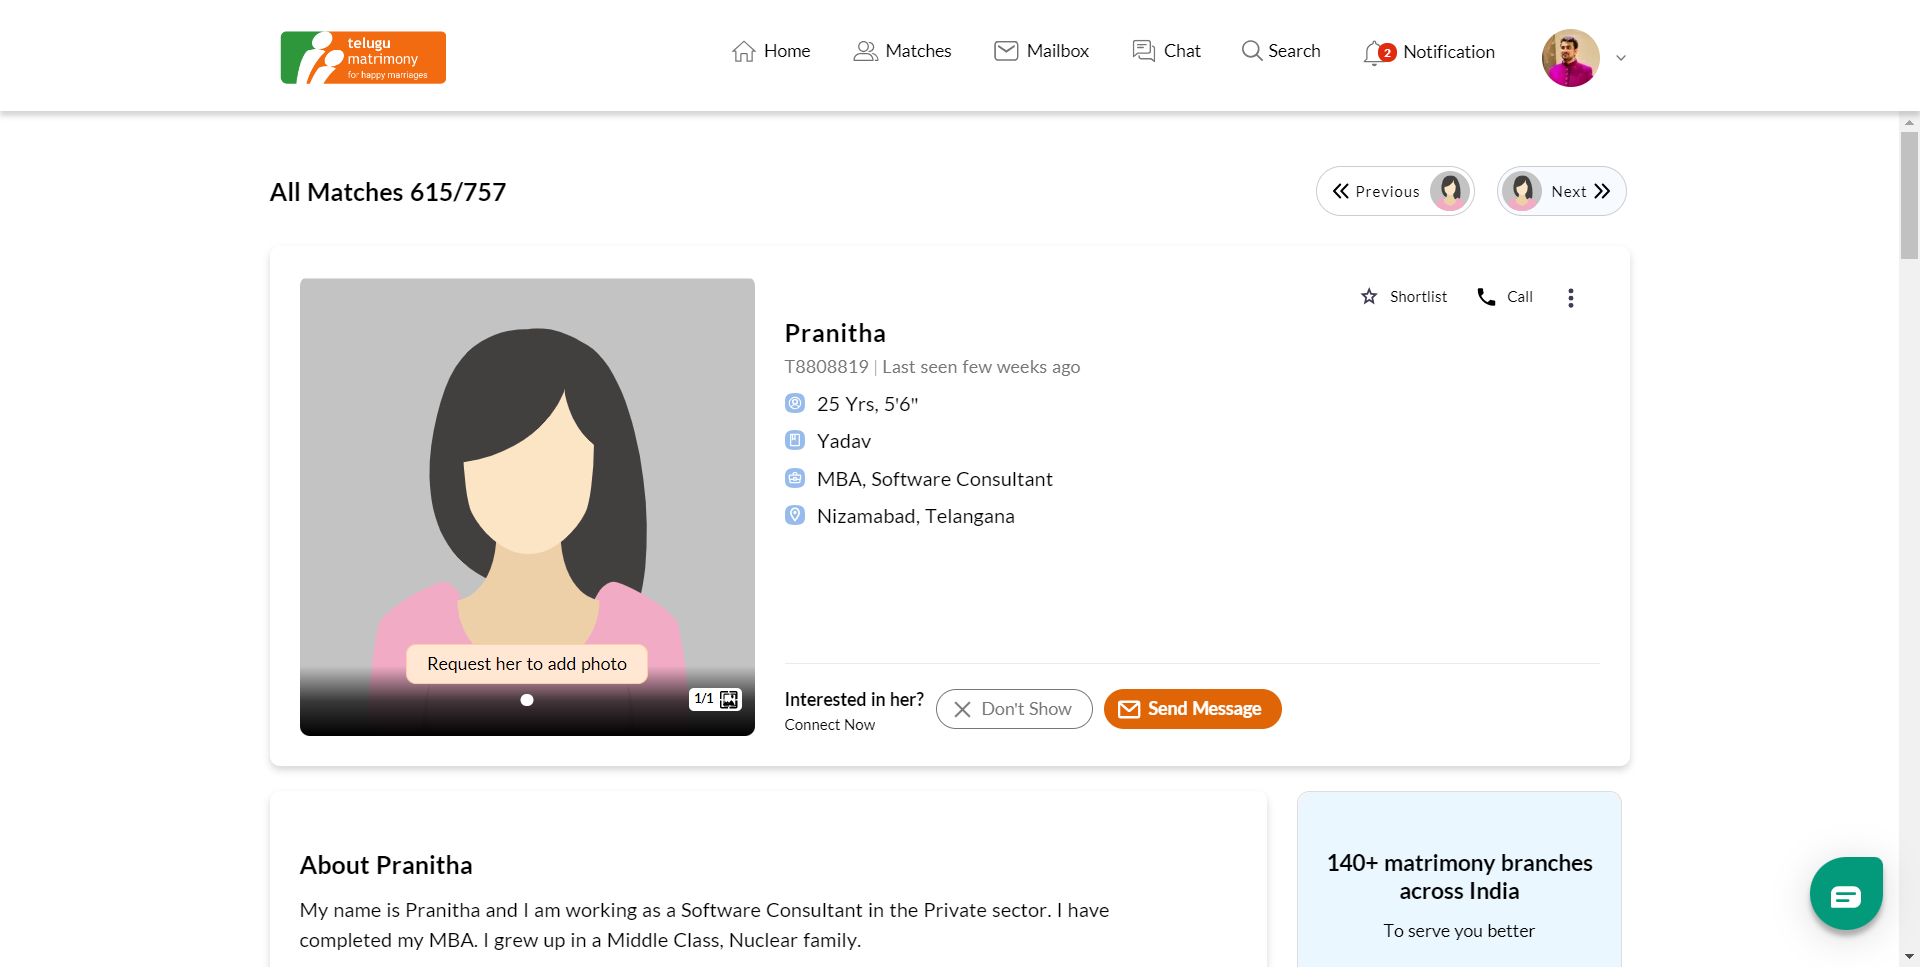 telugu
matrimony
for happy marriages
Home
Matches
Mailbox
Chat
Search
2
Notification
All Matches 615/757
Previous
Next
Shortlist
Call
Pranitha
T8808819 | Last seen few weeks ago
25 Yrs, 5'6"
Yadav
MBA, Software Consultant
Nizamabad, Telangana
Request her to add photo
1/1
Interested in her?
Connect Now
Don't Show
Send Message
About Pranitha
My name is Pranitha and I am working as a Software Consultant in the Private sector. I have
completed my MBA. I grew up in a Middle Class, Nuclear family.
140+ matrimony branches
across India
To serve you better